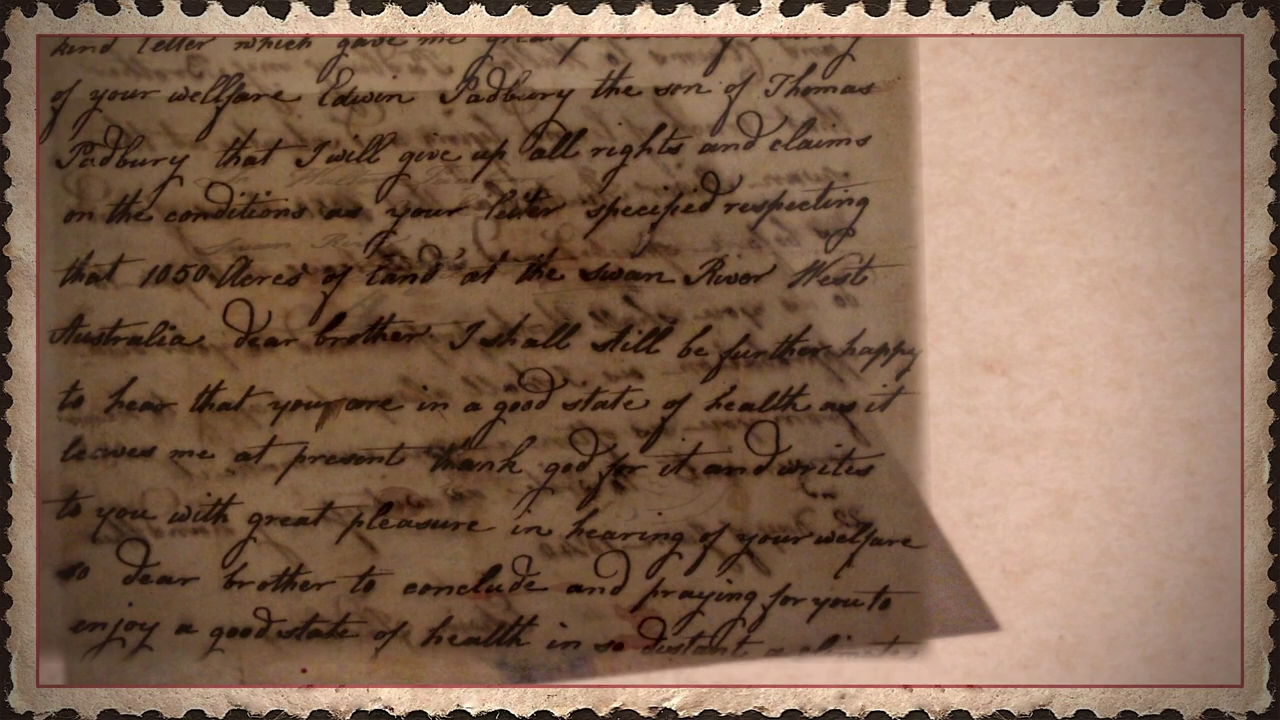 kind letter which gave me great
of your wellfare Edwin Padbury the son of Thomas
Padbury that I will give up all rights and claims
on the conditions as your letter specified respecting
that 1050 Acres of land at the swan River West
Australia dear brother I shall still be further happy
to hear that your are in a good state of health as it
leaves me at present thank god for it and writes
to you with great pleasure in hearing of your welfare
so dear brother to conclude and praying for you to
enjoy a good state of health in so distant a climate